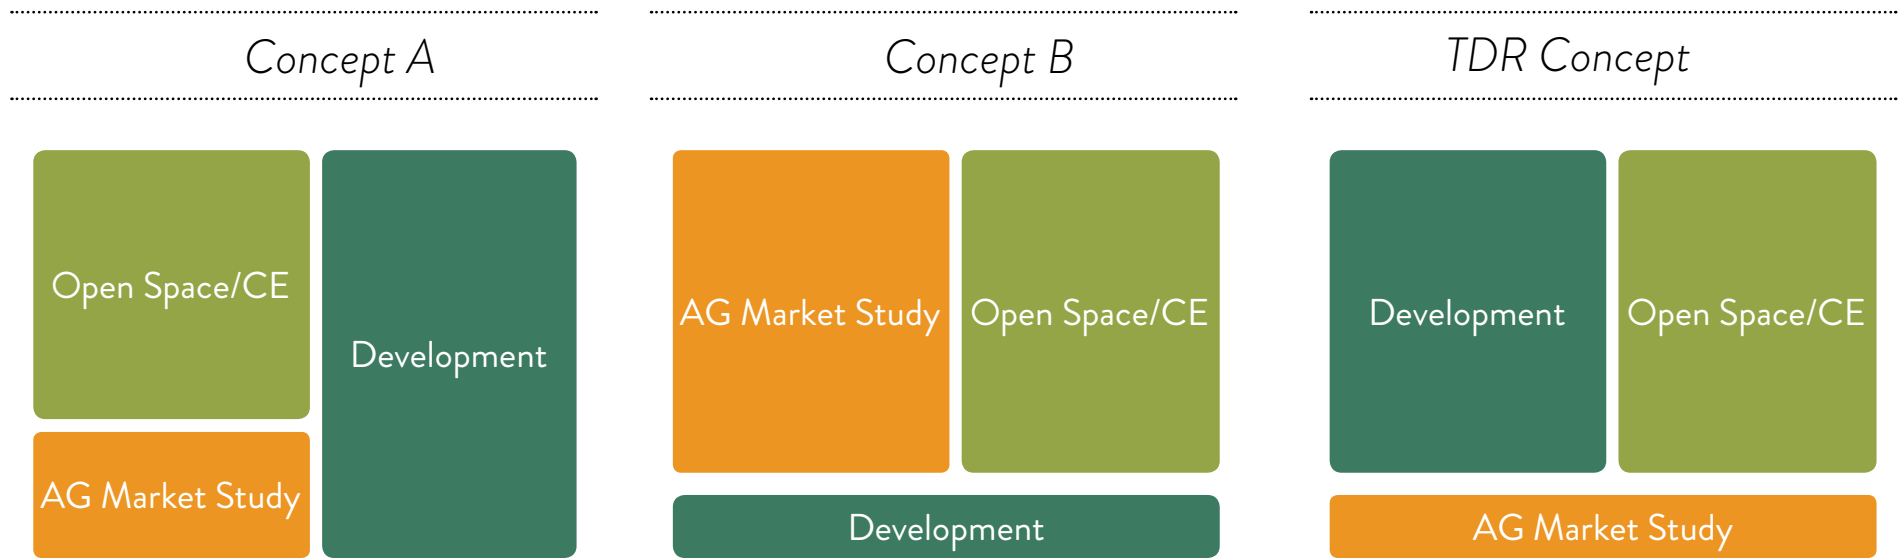 Concept A
Open Space/CE
AG Market Study
Development
Concept B
AG Market Study
Open Space/CE
Development
TDR Concept
Development
Open Space/CE
AG Market Study